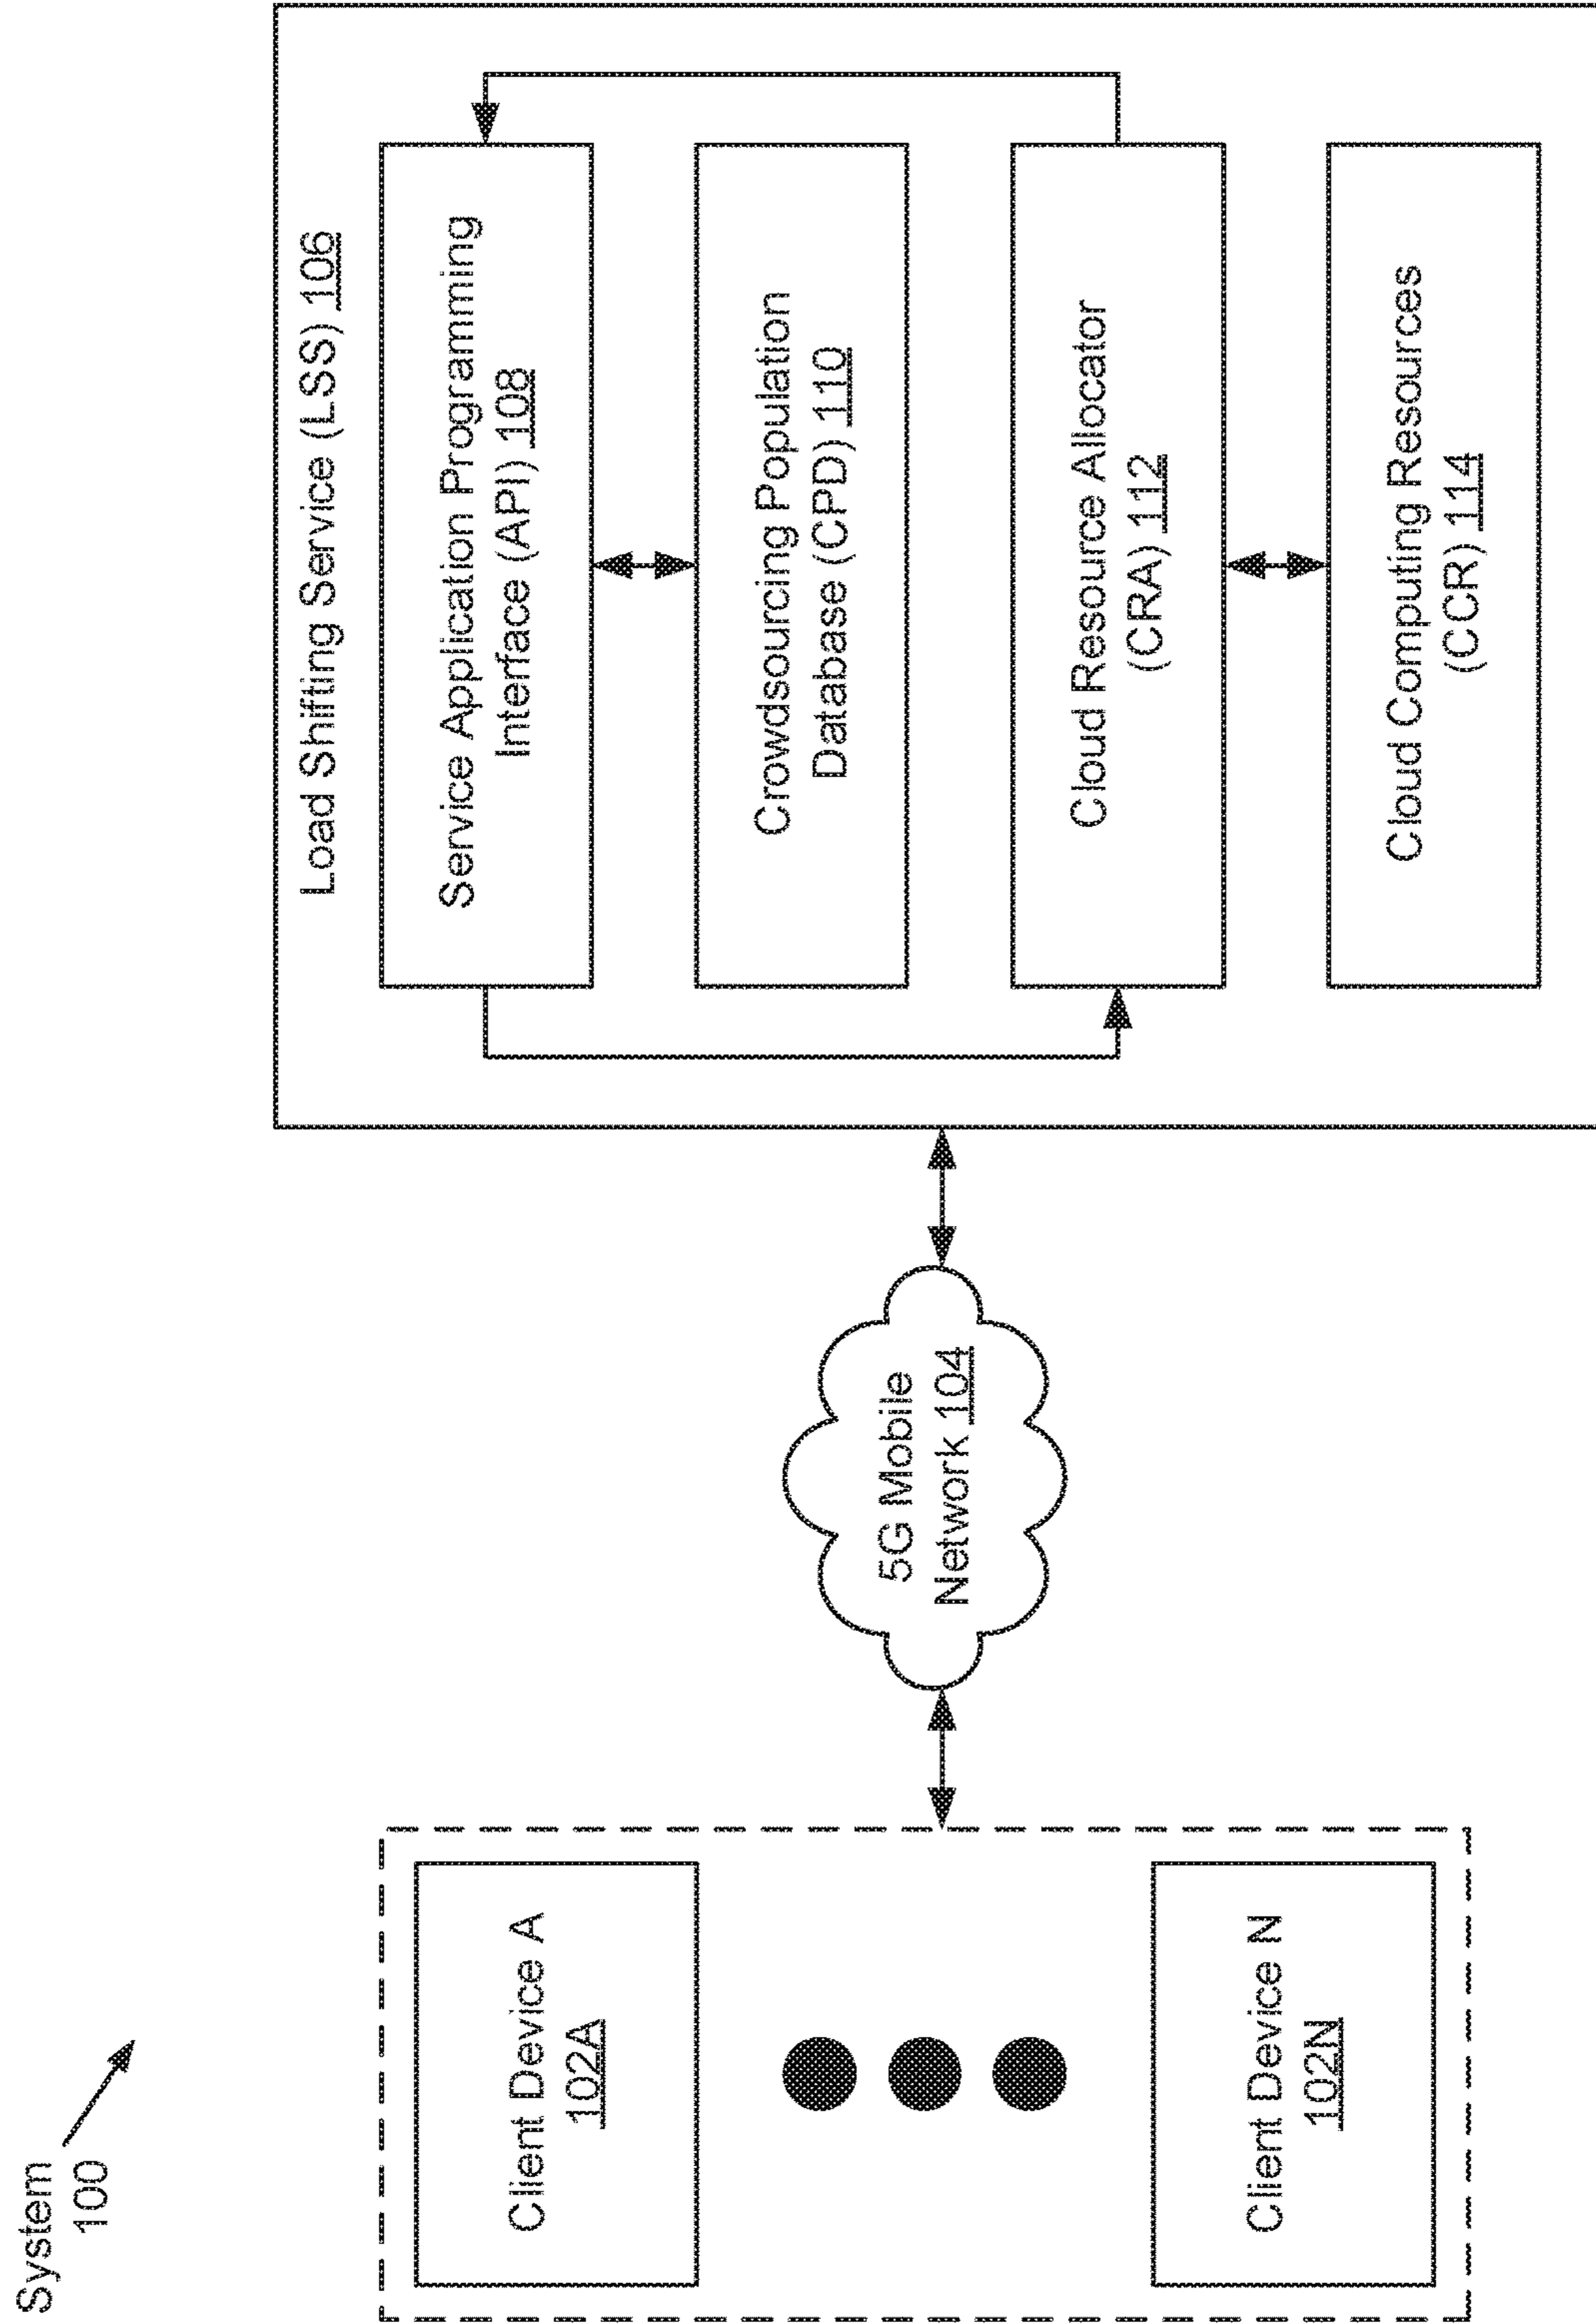 System
100
Client Device A
102A
Client Device N
102N
5G Mobile
Network 104
Load Shifting Service (LSS) 106
Service Application Programming
Interface (API) 108
Crowdsourcing Population
Database (CPD) 110
Cloud Resource Allocator
(CRA) 112
Cloud Computing Resources
(CCR) 114